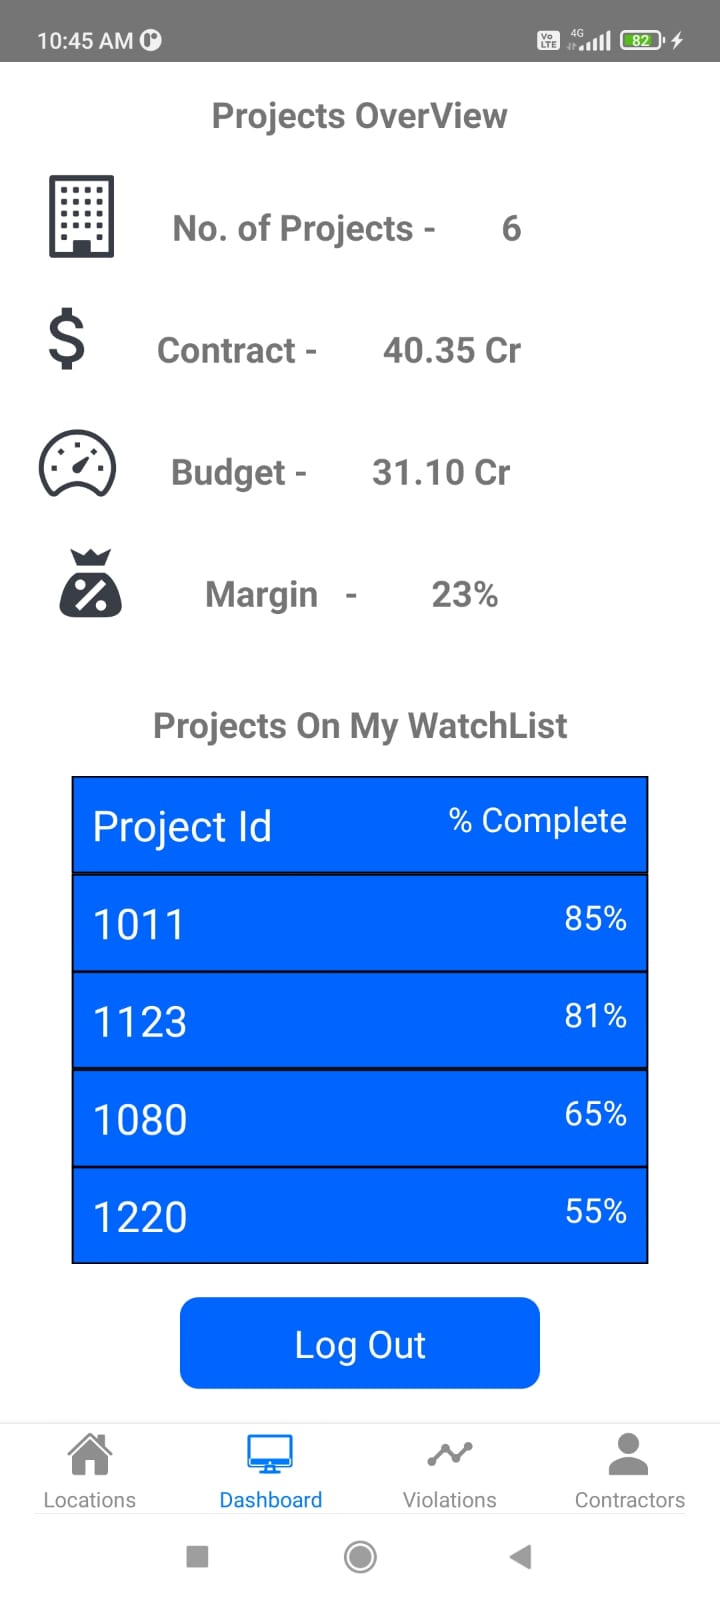 10:45 AM
Vo LTE 4G 82
Projects OverView
No. of Projects - 6
Contract - 40.35 Cr
Budget - 31.10 Cr
Margin - 23%
Projects On My WatchList
Project Id % Complete
1011 85%
1123 81%
1080 65%
1220 55%
Log Out
Locations Dashboard Violations Contractors